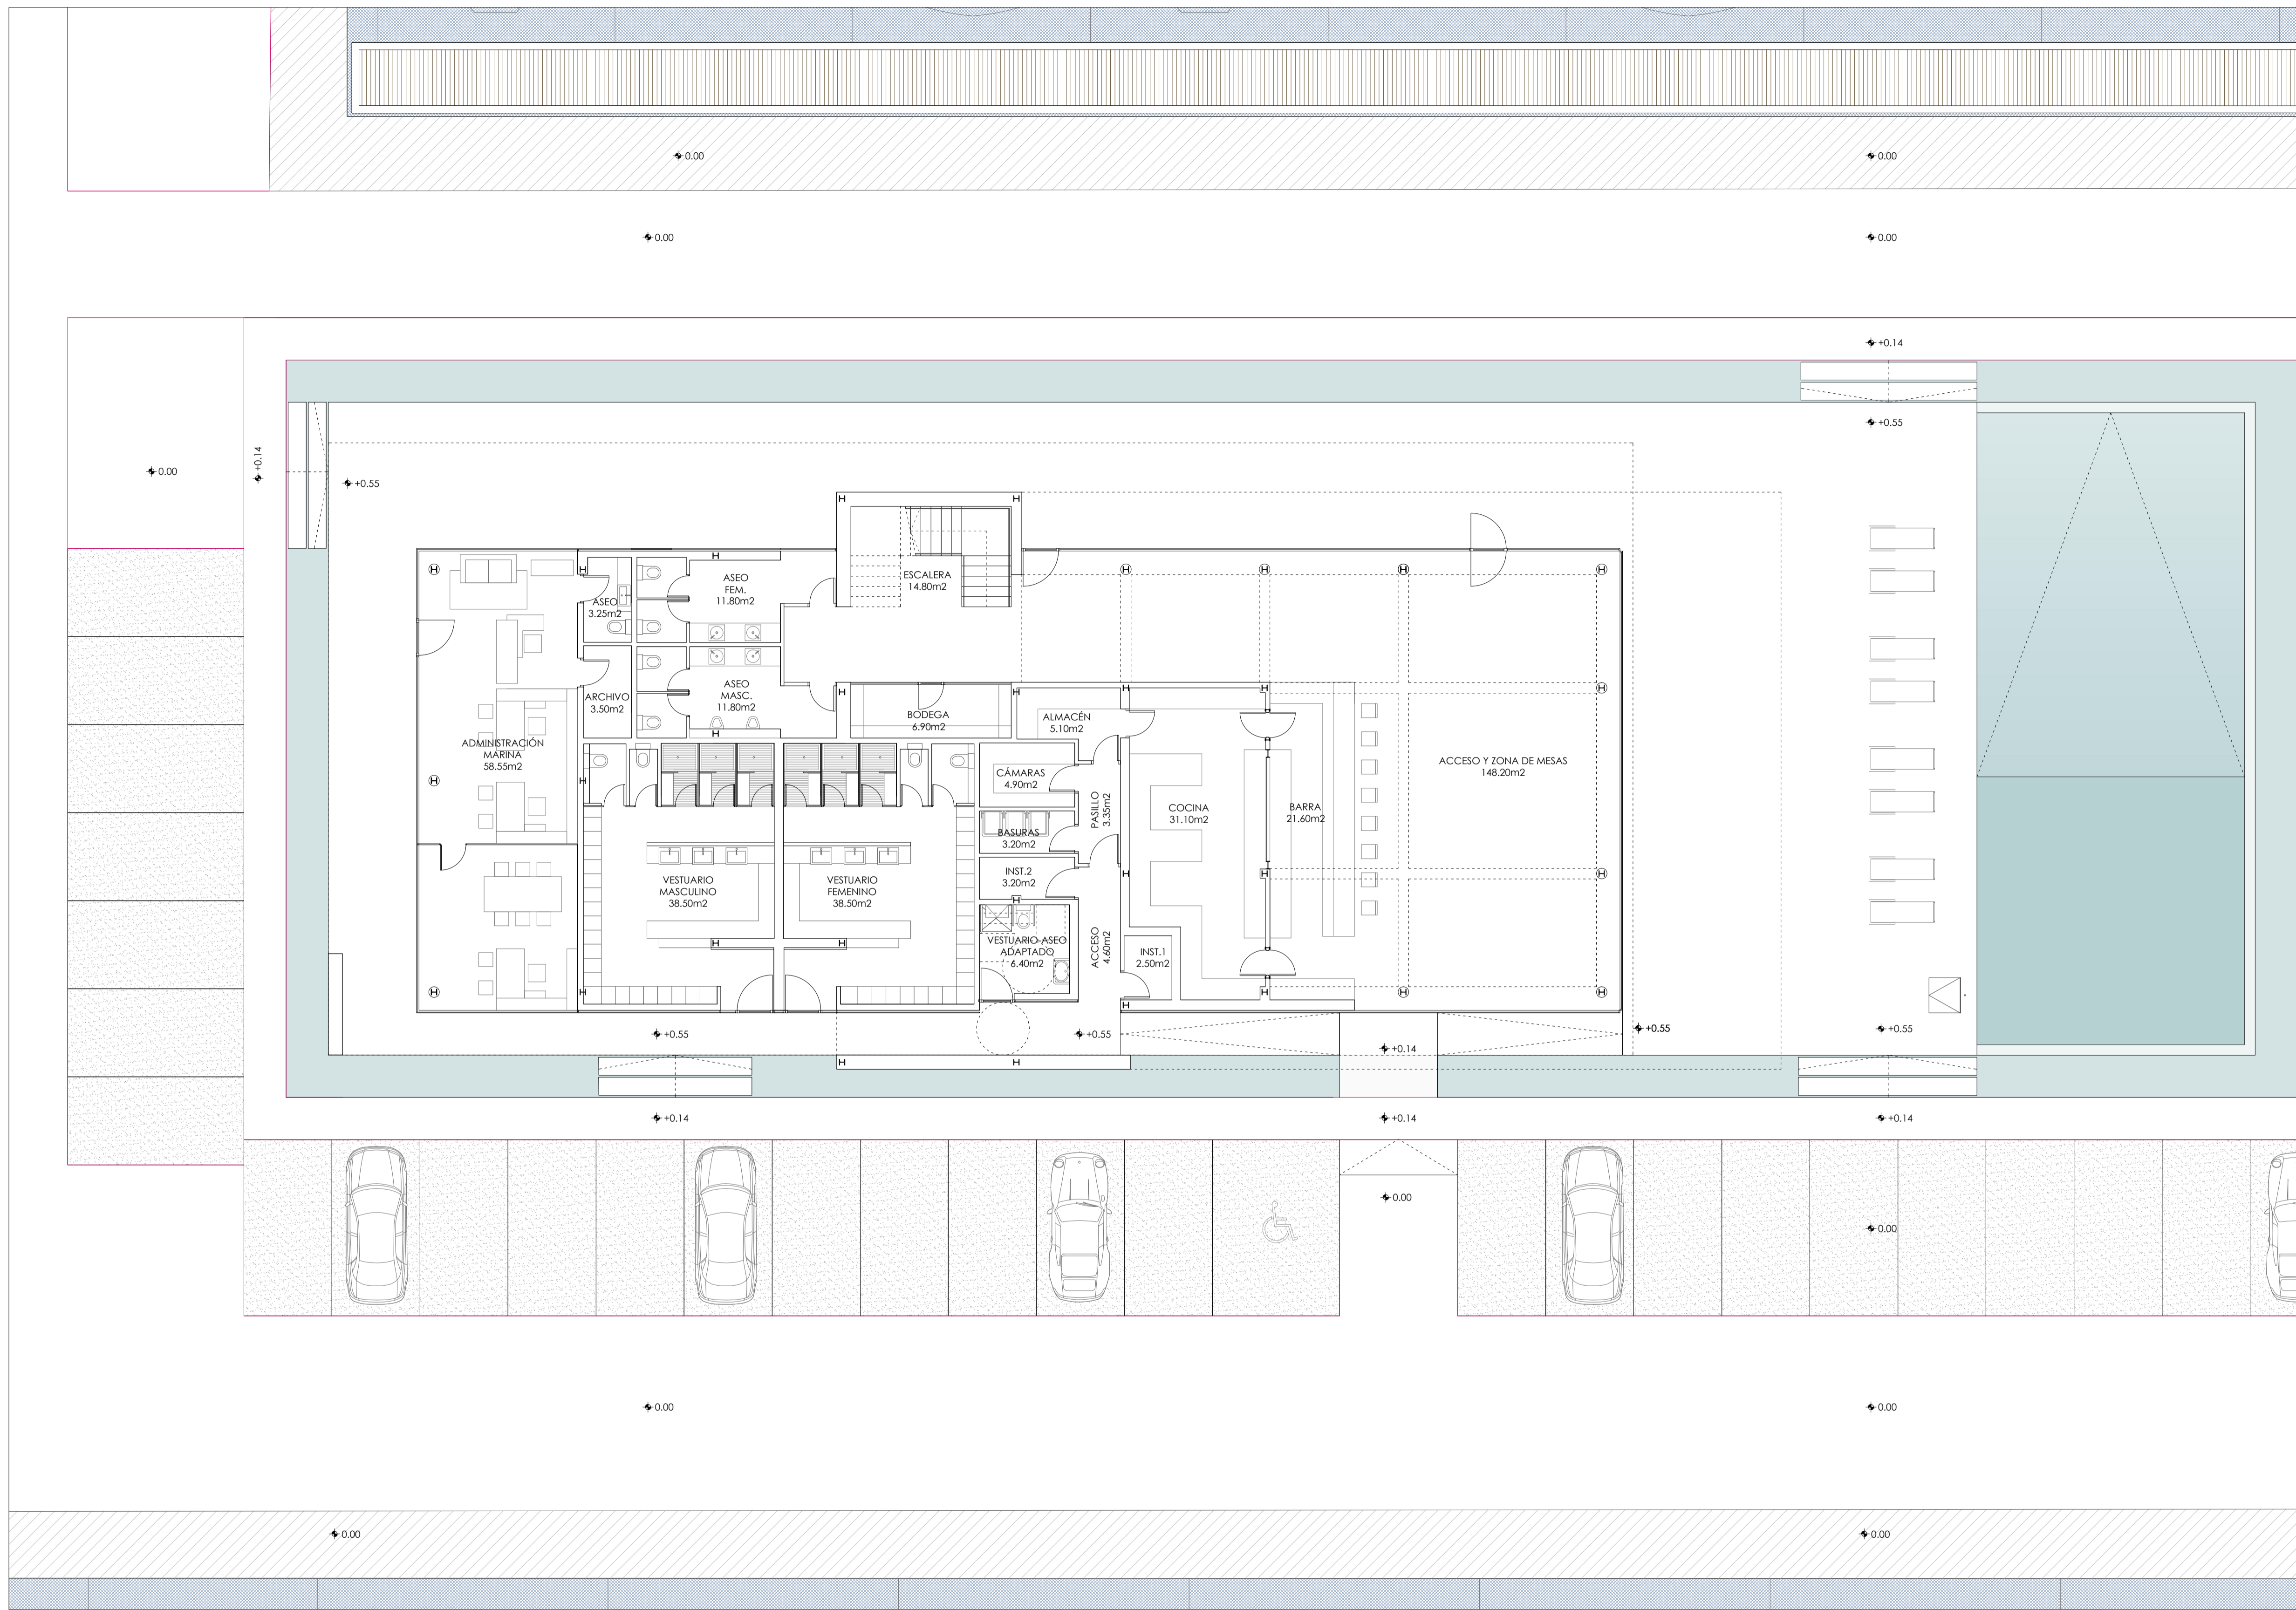 0.00
0.00
0.00
0.00
+0.14
+0.55
+0.14
0.00
+0.55
ESCALERA
14.80m2
ASEO
FEM.
11.80m2
ASEO
3.25m2
ASEO
MASC.
11.80m2
ARCHIVO
3.50m2
BODEGA
6.90m2
ALMACÉN
5.10m2
ADMINISTRACIÓN
MARINA
58.55m2
CÁMARAS
4.90m2
PASILLO
3.35m2
COCINA
31.10m2
BARRA
21.60m2
ACCESO Y ZONA DE MESAS
148.20m2
BASURAS
3.20m2
INST.2
3.20m2
VESTUARIO
MASCULINO
38.50m2
VESTUARIO
FEMENINO
38.50m2
VESTUARIO-ASEO
ADAPTADO
6.40m2
ACCESO
4.60m2
INST.1
2.50m2
+0.55
+0.55
+0.14
+0.55
+0.55
+0.14
+0.14
+0.14
0.00
0.00
0.00
0.00
0.00
0.00